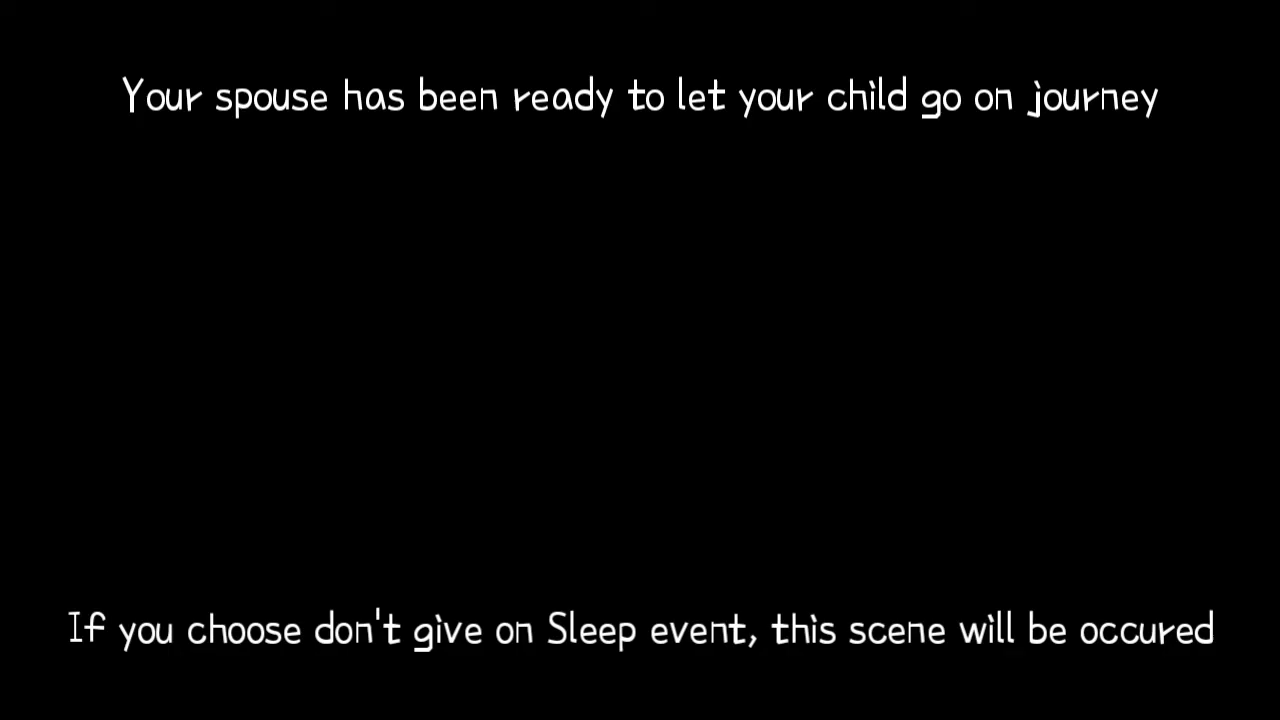 Your spouse has been ready to let your child go on journey
If you choose don't give on Sleep event, this scene will be occured